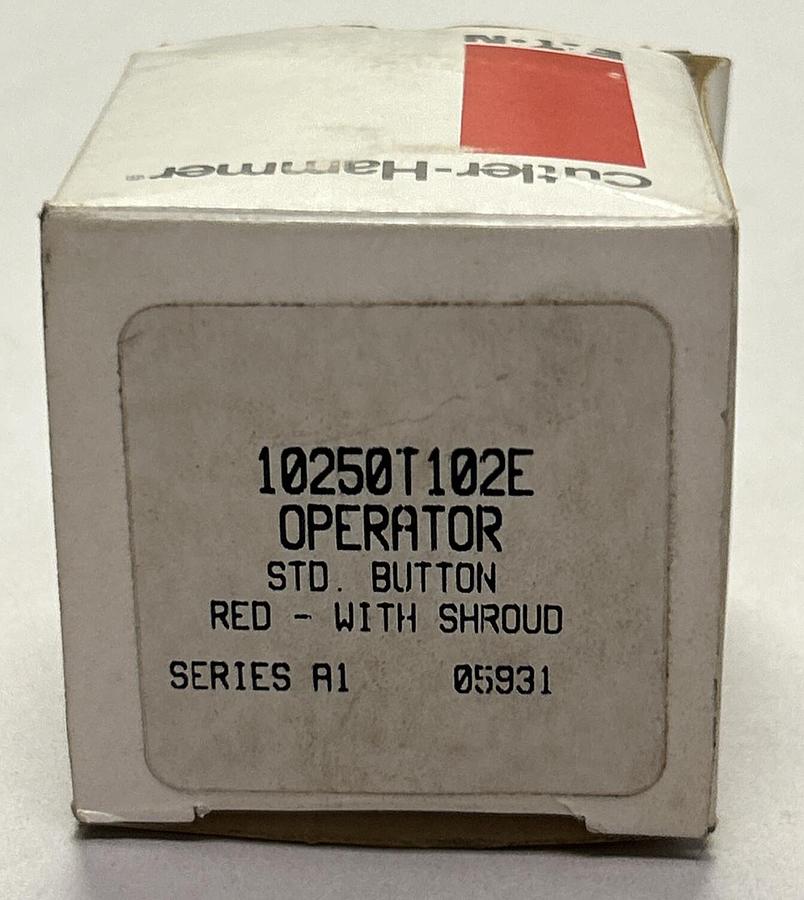 E·T·N
Cutler-Hammer®
10250T102E
OPERATOR
STD. BUTTON
RED - WITH SHROUD
SERIES A1 05931